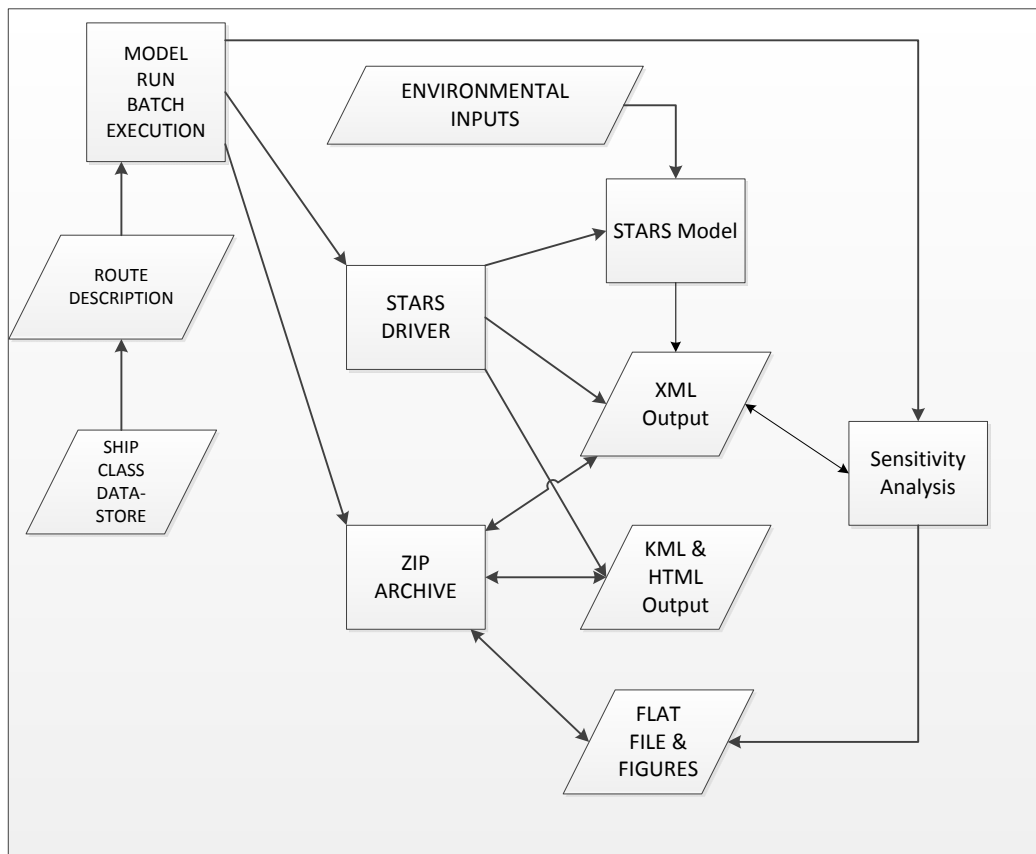 MODEL
RUN
BATCH
EXECUTION
ENVIRONMENTAL
INPUTS
STARS Model
ROUTE
DESCRIPTION
STARS
DRIVER
XML
Output
SHIP
CLASS
DATA-
STORE
Sensitivity
Analysis
ZIP
ARCHIVE
KML &
HTML
Output
FLAT
FILE &
FIGURES